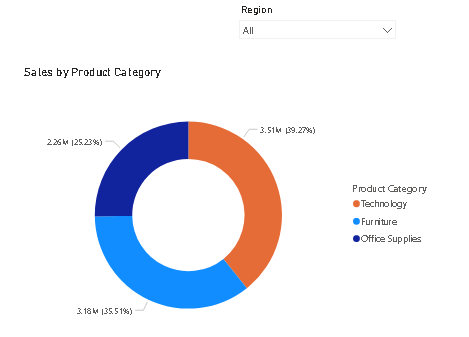 Region
All
Sales by Product Category
3.51M (39.27%)
2.26M (25.23%)
Product Category
Technology
Furniture
Office Supplies
3.18M (35.51%)